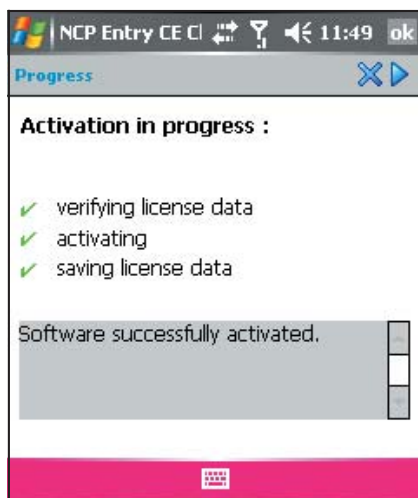 NCP Entry CE Cl 11:49 ok
Progress
Activation in progress :
verifying license data
activating
saving license data
Software successfully activated.